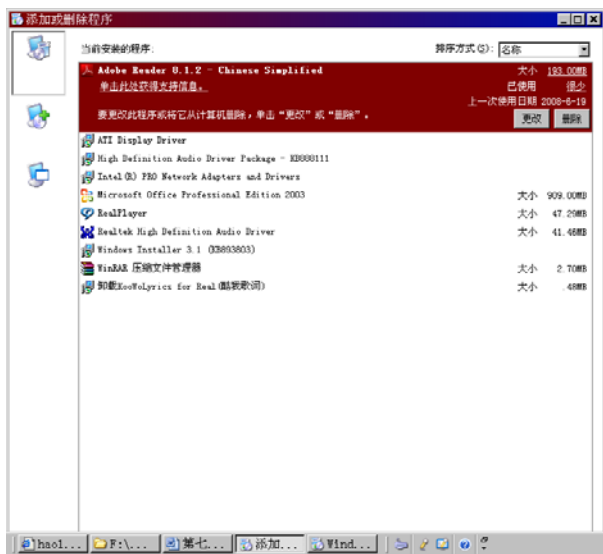 添加或删除程序
当前安装的程序:
排序方式(S): 名称
Adobe Reader 8.1.2 - Chinese Simplified 大小 193.00MB
单击此处获得支持信息。 已使用 很少
上一次使用日期 2008-6-19
要更改此程序或将它从计算机删除，单击“更改”或“删除”。 更改 删除
ATI Display Driver
High Definition Audio Driver Package - KB888111
Intel(R) PRO Network Adapters and Drivers
Microsoft Office Professional Edition 2003 大小 909.00MB
RealPlayer 大小 47.29MB
Realtek High Definition Audio Driver 大小 41.48MB
Windows Installer 3.1 (KB893803)
WinRAR 压缩文件管理器 大小 2.70MB
卸载KooWoLyrics for Real(酷我歌词) 大小 .48MB
hao1... F:\... 第七... 添加... Wind...